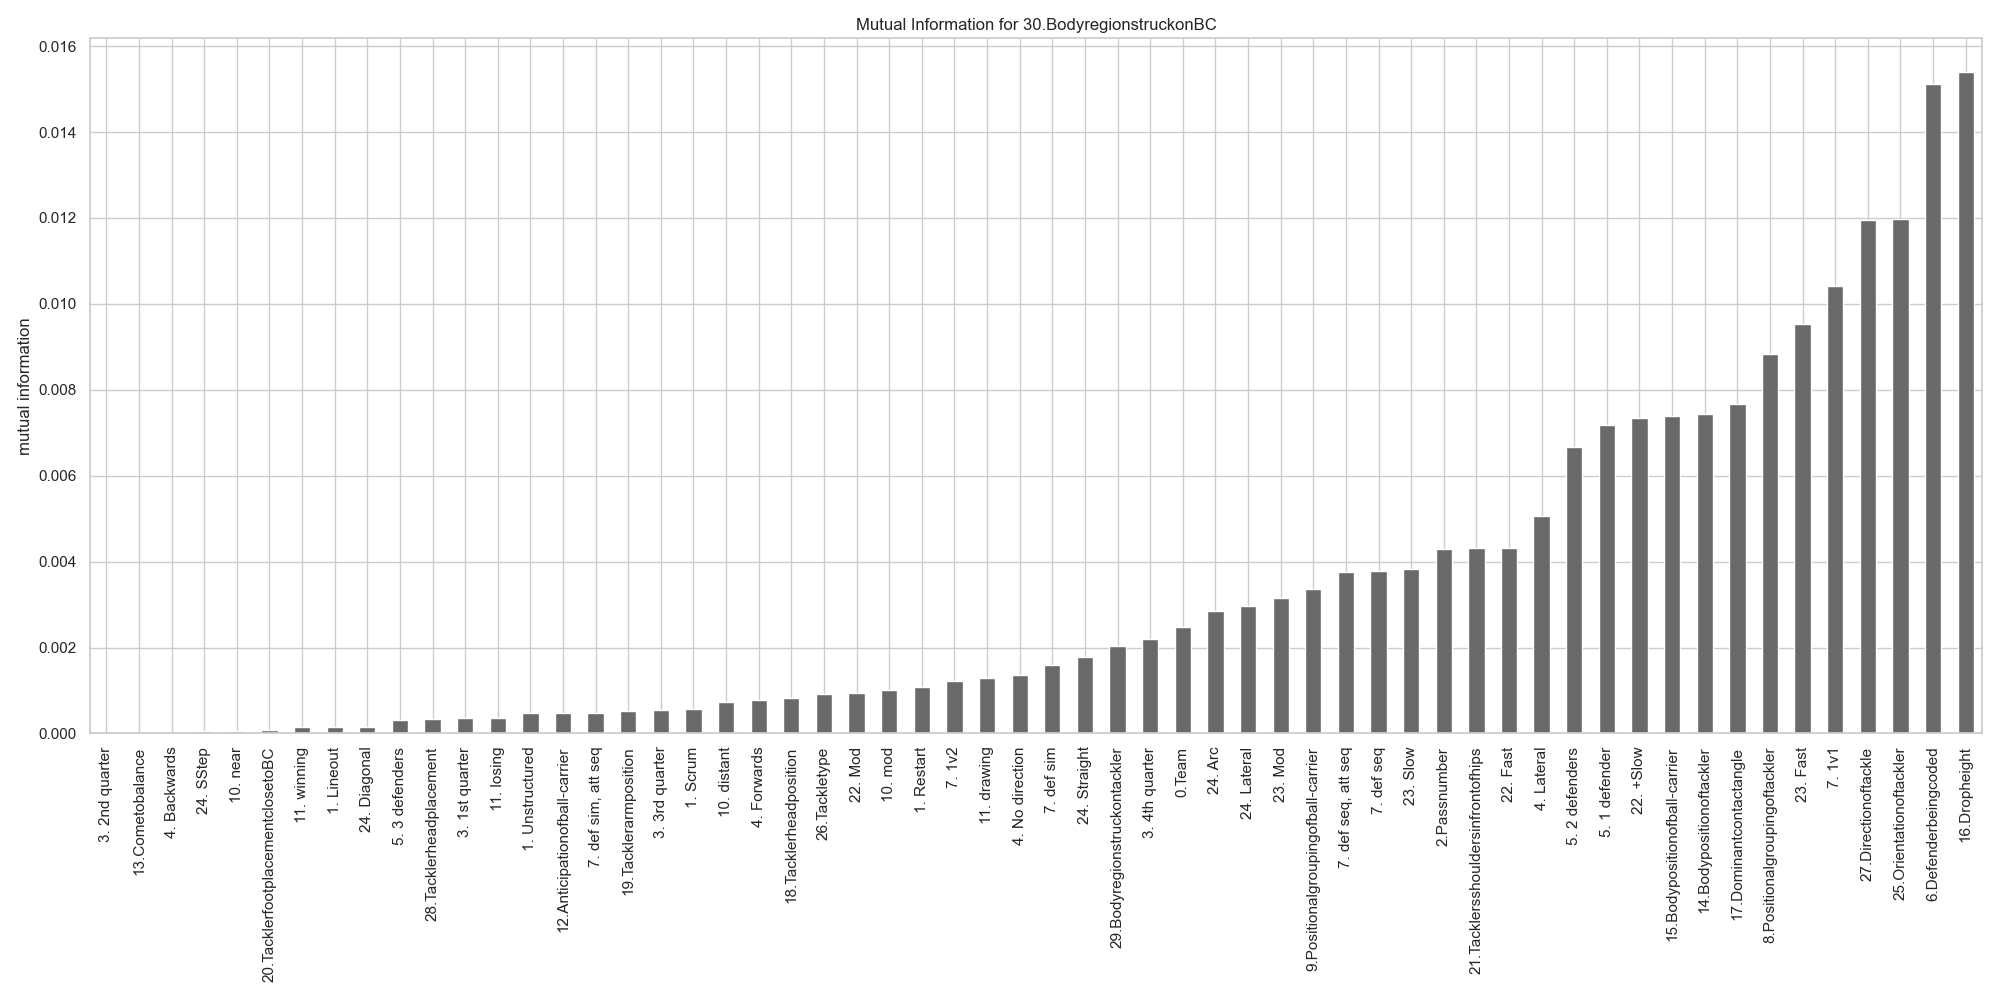 Mutual Information for 30.BodyregionstruckonBC
mutual information
0.016
0.014
0.012
0.010
0.008
0.006
0.004
0.002
0.000
3. 2nd quarter
13.Cometobalance
4. Backwards
24. SStep
10. near
20.TacklerfootplacementclosetoBC
11. winning
1. Lineout
24. Diagonal
5. 3 defenders
28.Tacklerheadplacement
3. 1st quarter
11. losing
1. Unstructured
12.Anticipationofball-carrier
7. def sim, att seq
19.Tacklerarmposition
3. 3rd quarter
1. Scrum
10. distant
4. Forwards
18.Tacklerheadposition
26.Tackletype
22. Mod
10. mod
1. Restart
7. 1v2
11. drawing
4. No direction
7. def sim
24. Straight
29.Bodyregionstruckontackler
3. 4th quarter
0.Team
24. Arc
24. Lateral
23. Mod
9.Positionalgroupingofball-carrier
7. def seq, att seq
7. def seq
23. Slow
2.Passnumber
21.Tacklersshouldersinfrontofhips
22. Fast
4. Lateral
5. 2 defenders
5. 1 defender
22. +Slow
15.Bodypositionofball-carrier
14.Bodypositionoftackler
17.Dominantcontactangle
8.Positionalgroupingoftackler
23. Fast
7. 1v1
27.Directionoftackle
25.Orientationoftackler
6.Defenderbeingcoded
16.Dropheight